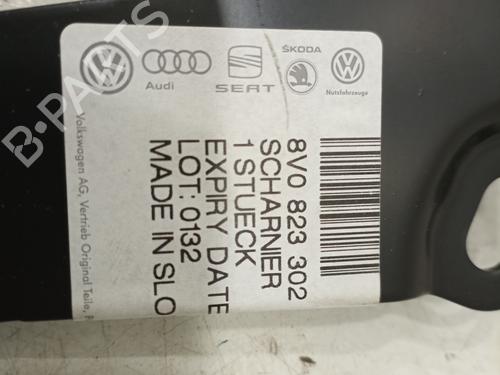 Audi
SEAT
ŠKODA
Nutzfahrzeuge
8V0 823 302
SCHARNIER
1 STUECK
EXPIRY DATE
LOT: 0132
MADE IN SLO
Volkswagen AG, Vertrieb Original Teile, P
B-PARTS